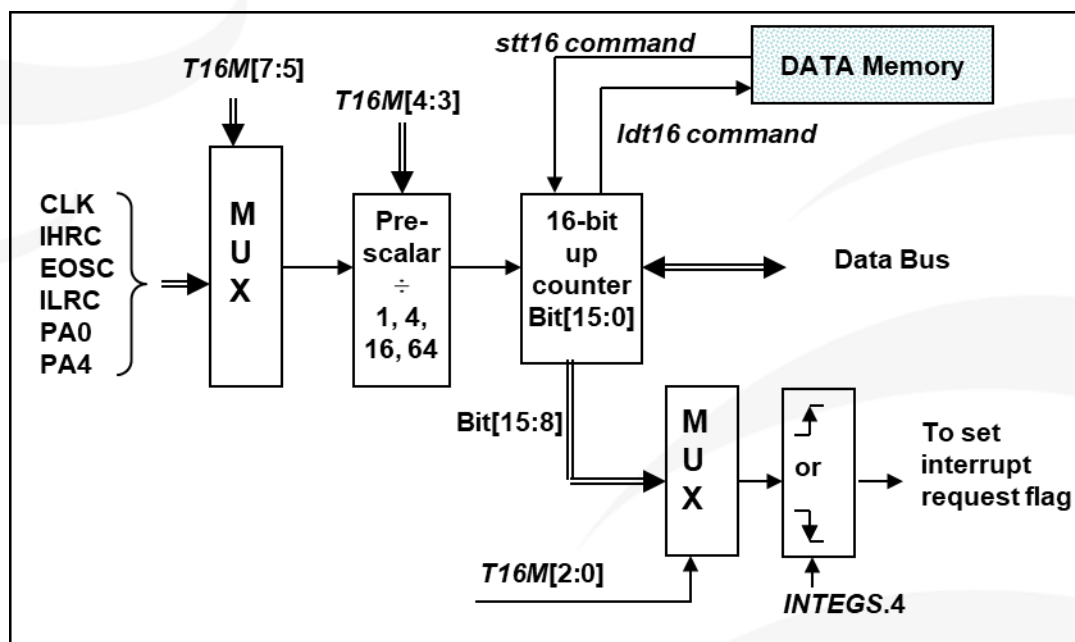 stt16 command
DATA Memory
T16M[7:5]
T16M[4:3]
ldt16 command
CLK
IHRC
EOSC
ILRC
PA0
PA4
M
U
X
Pre-
scalar
÷
1, 4,
16, 64
16-bit
up
counter
Bit[15:0]
Data Bus
Bit[15:8]
M
U
X
or
To set
interrupt
request flag
T16M[2:0]
INTEGS.4